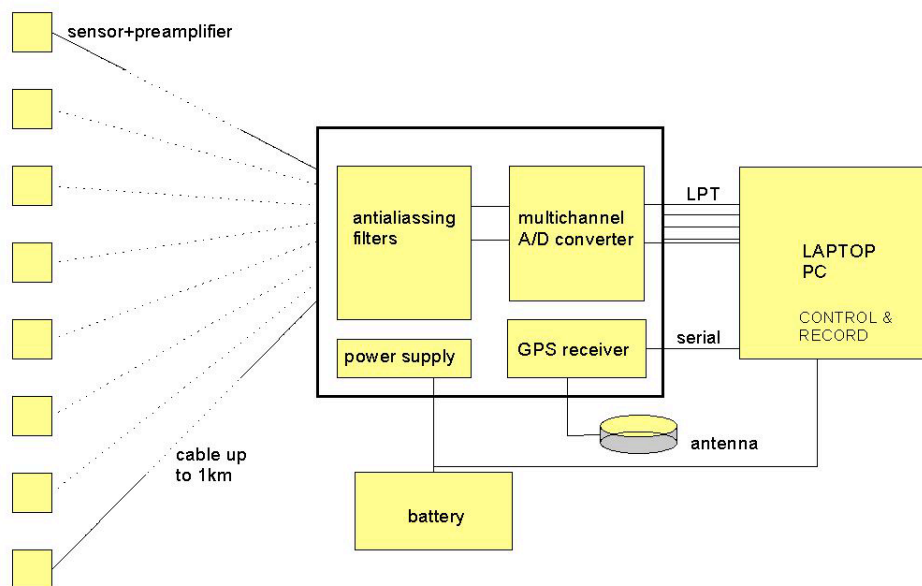 sensor+preamplifier
antialiassing
filters
multichannel
A/D converter
LPT
LAPTOP
PC
CONTROL &
RECORD
power supply
GPS receiver
serial
antenna
cable up
to 1km
battery